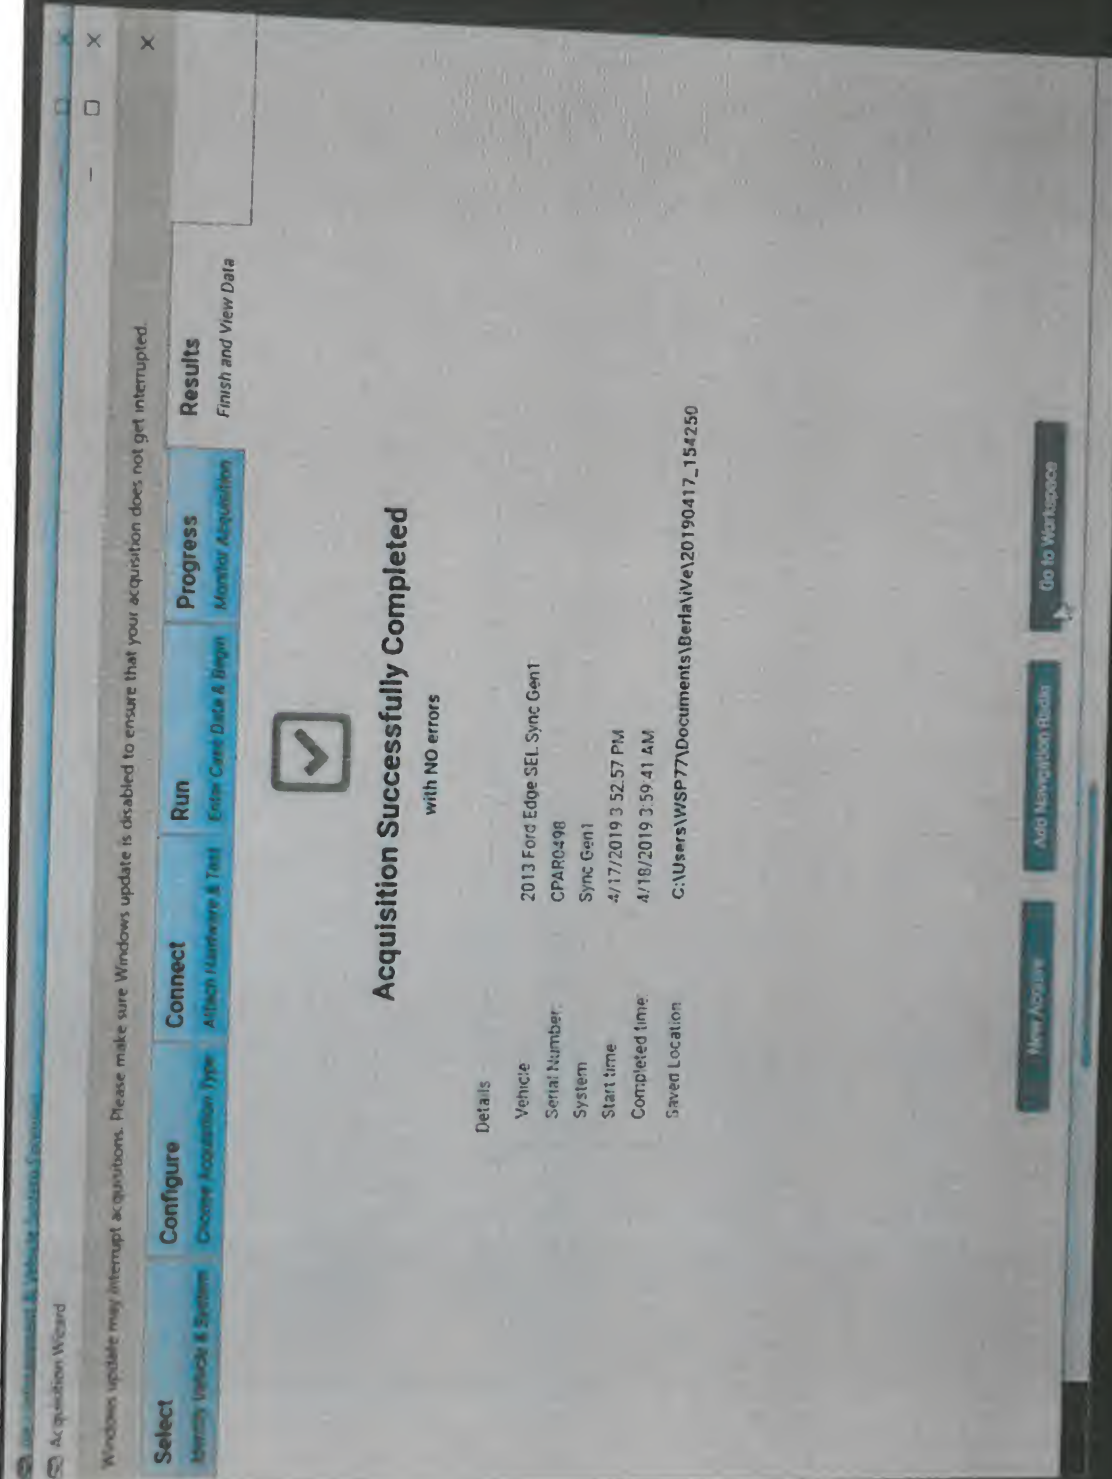 Acquisition Wizard
Windows update may interrupt acquisitions. Please make sure Windows update is disabled to ensure that your acquisition does not get interrupted.
Select Configure Connect Run Progress Results
Identify Vehicle & System Choose Acquisition Type Attach Hardware & Test Enter Case Data & Begin Monitor Acquisition Finish and View Data
Acquisition Successfully Completed
with NO errors
Details
Vehicle 2013 Ford Edge SEL Sync Gen1
Serial Number: CPAR0498
System Sync Gen1
Start time 4/17/2019 3 52.57 PM
Completed time: 4/18/2019 3:59:41 AM
Saved Location C:\Users\WSP77\Documents\Berla\iVe\20190417_154250
New Acquire Add Navigation Radio Go to Workspace